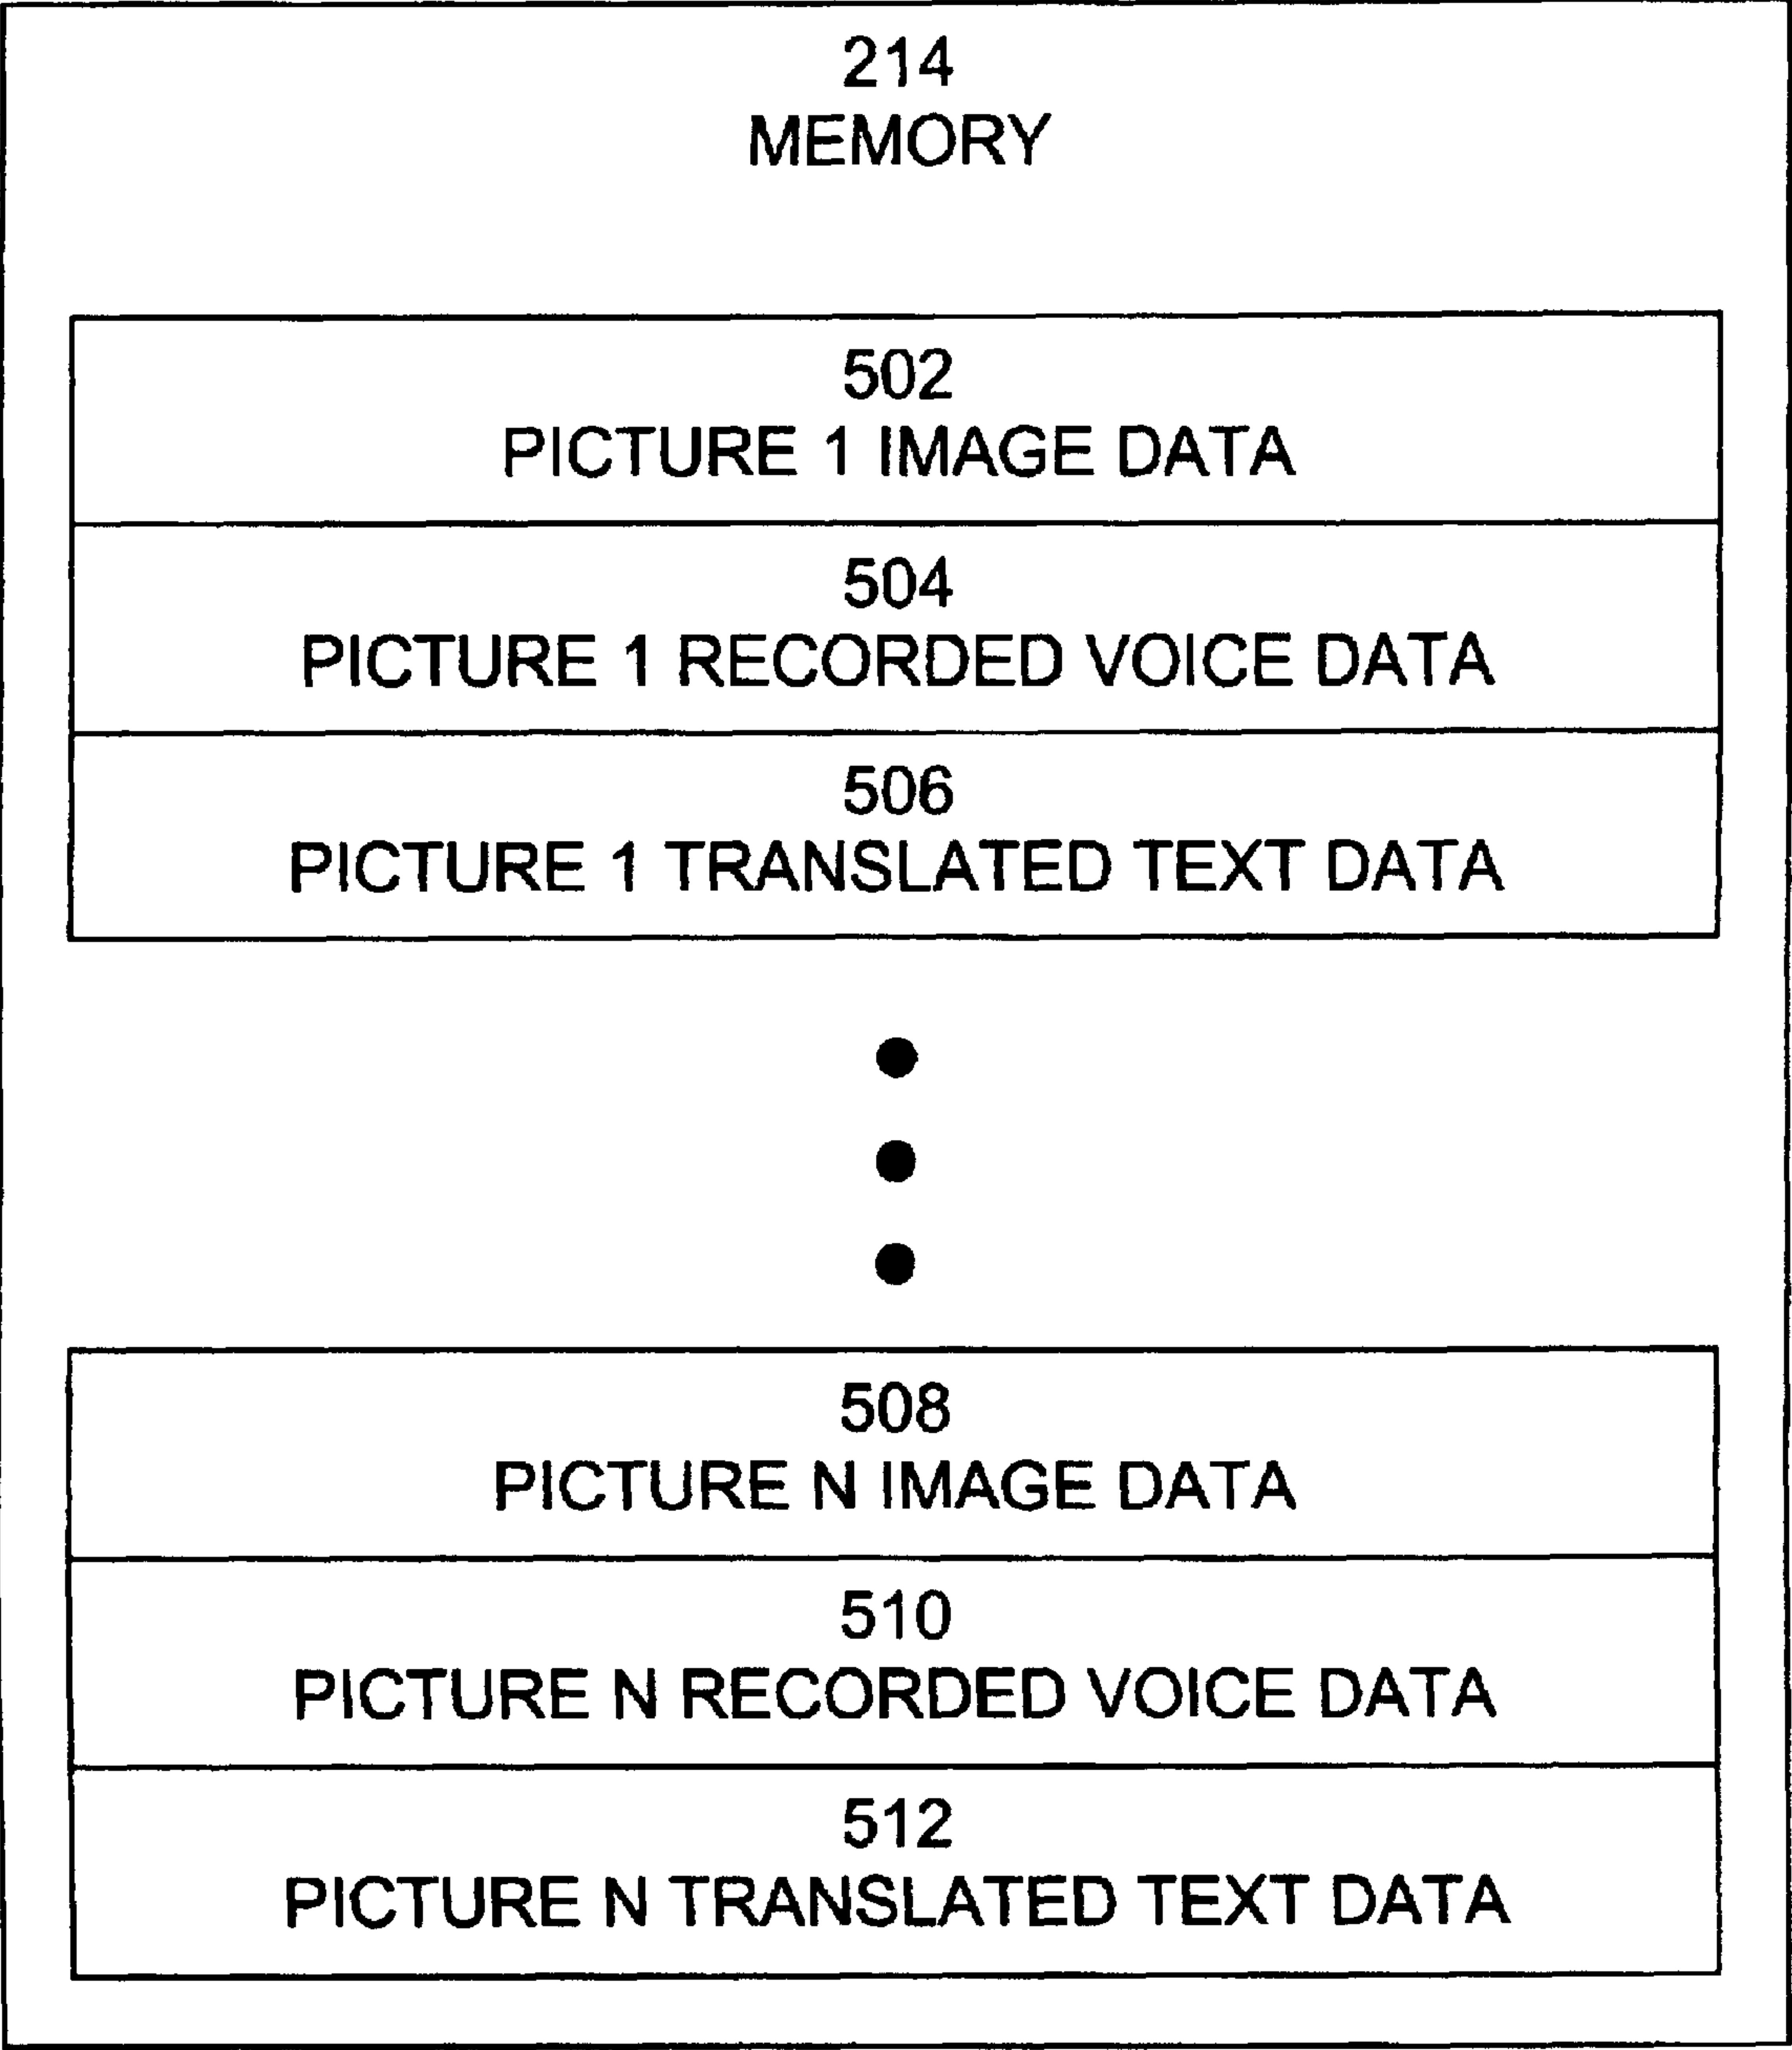 214
MEMORY
502
PICTURE 1 IMAGE DATA
504
PICTURE 1 RECORDED VOICE DATA
506
PICTURE 1 TRANSLATED TEXT DATA
508
PICTURE N IMAGE DATA
510
PICTURE N RECORDED VOICE DATA
512
PICTURE N TRANSLATED TEXT DATA